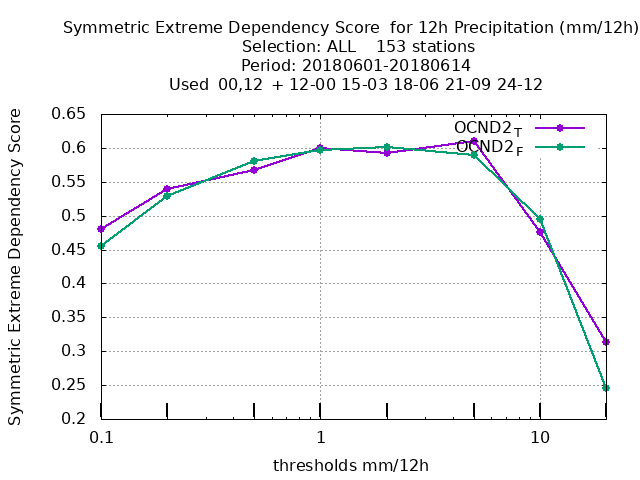 Symmetric Extreme Dependency Score  for 12h Precipitation (mm/12h)
Selection: ALL    153 stations
Period: 20180601-20180614
Used  00,12  + 12-00 15-03 18-06 21-09 24-12
Symmetric Extreme Dependency Score
0.65
0.6
0.55
0.5
0.45
0.4
0.35
0.3
0.25
0.2
OCND2T
OCND2F
0.1
1
10
thresholds mm/12h